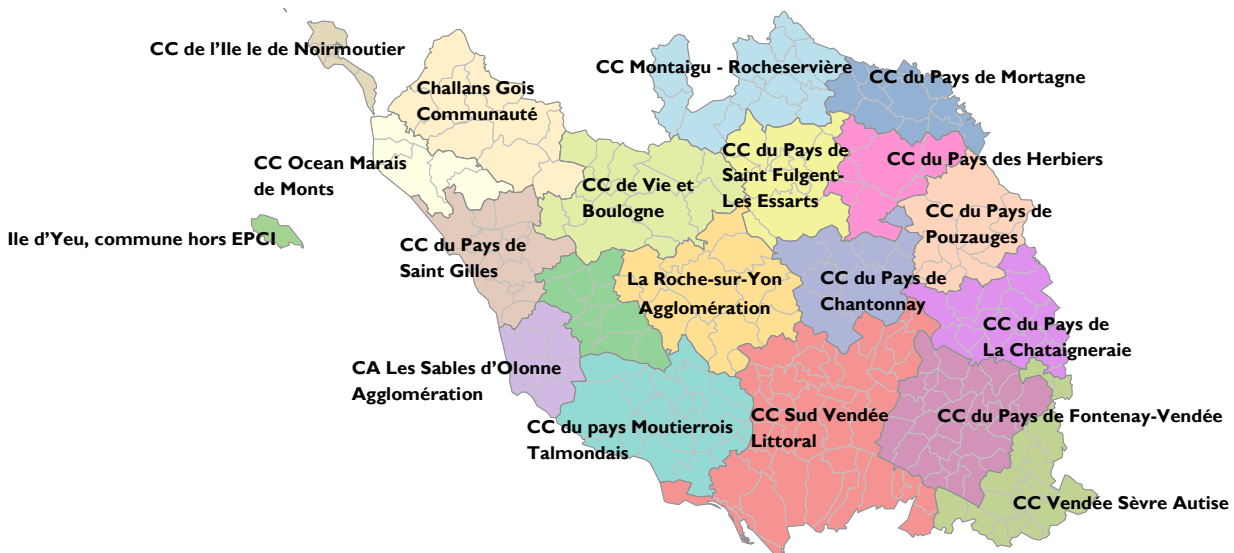 CC de l'Ile le de Noirmoutier
CC Montaigu - Rocheservière
CC du Pays de Mortagne
Challans Gois
Communauté
CC Ocean Marais
de Monts
CC du Pays de
Saint Fulgent-
Les Essarts
CC du Pays des Herbiers
CC de Vie et
Boulogne
CC du Pays de
Pouzauges
Ile d'Yeu, commune hors EPCI
CC du Pays de
Saint Gilles
La Roche-sur-Yon
Agglomération
CC du Pays de
Chantonnay
CC du Pays de
La Chataigneraie
CA Les Sables d'Olonne
Agglomération
CC du pays Moutierrois
Talmondais
CC Sud Vendée
Littoral
CC du Pays de Fontenay-Vendée
CC Vendée Sèvre Autise